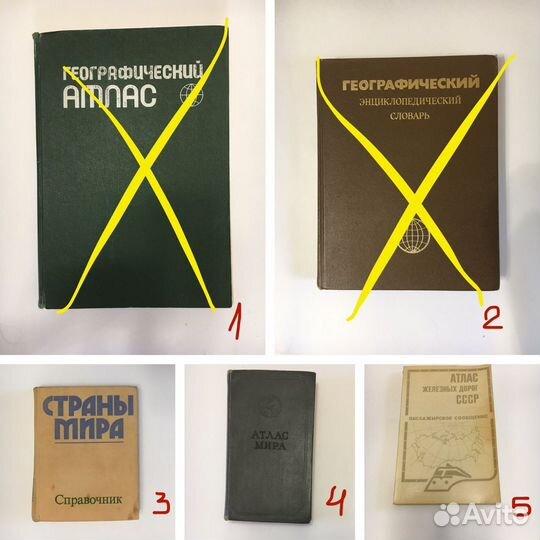 ГЕОГРАФИЧЕСКИЙ
АТЛАС
1
ГЕОГРАФИЧЕСКИЙ
ЭНЦИКЛОПЕДИЧЕСКИЙ
СЛОВАРЬ
2
СТРАНЫ
МИРА
Справочник
3
АТЛАС
МИРА
4
АТЛАС
ЖЕЛЕЗНЫХ ДОРОГ
СССР
ПАССАЖИРСКОЕ СООБЩЕНИЕ
5
Avito